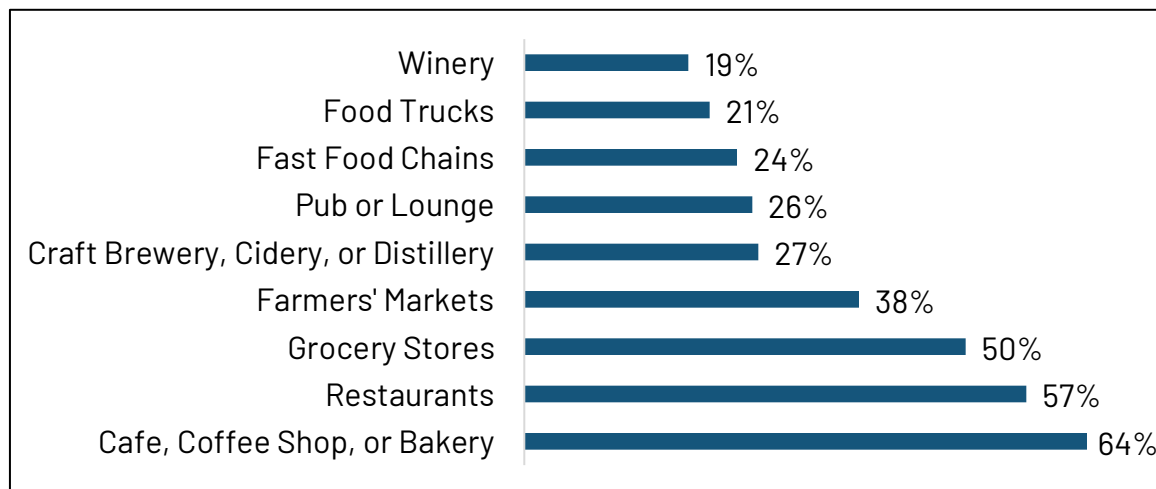 Winery 19%
Food Trucks 21%
Fast Food Chains 24%
Pub or Lounge 26%
Craft Brewery, Cidery, or Distillery 27%
Farmers' Markets 38%
Grocery Stores 50%
Restaurants 57%
Cafe, Coffee Shop, or Bakery 64%